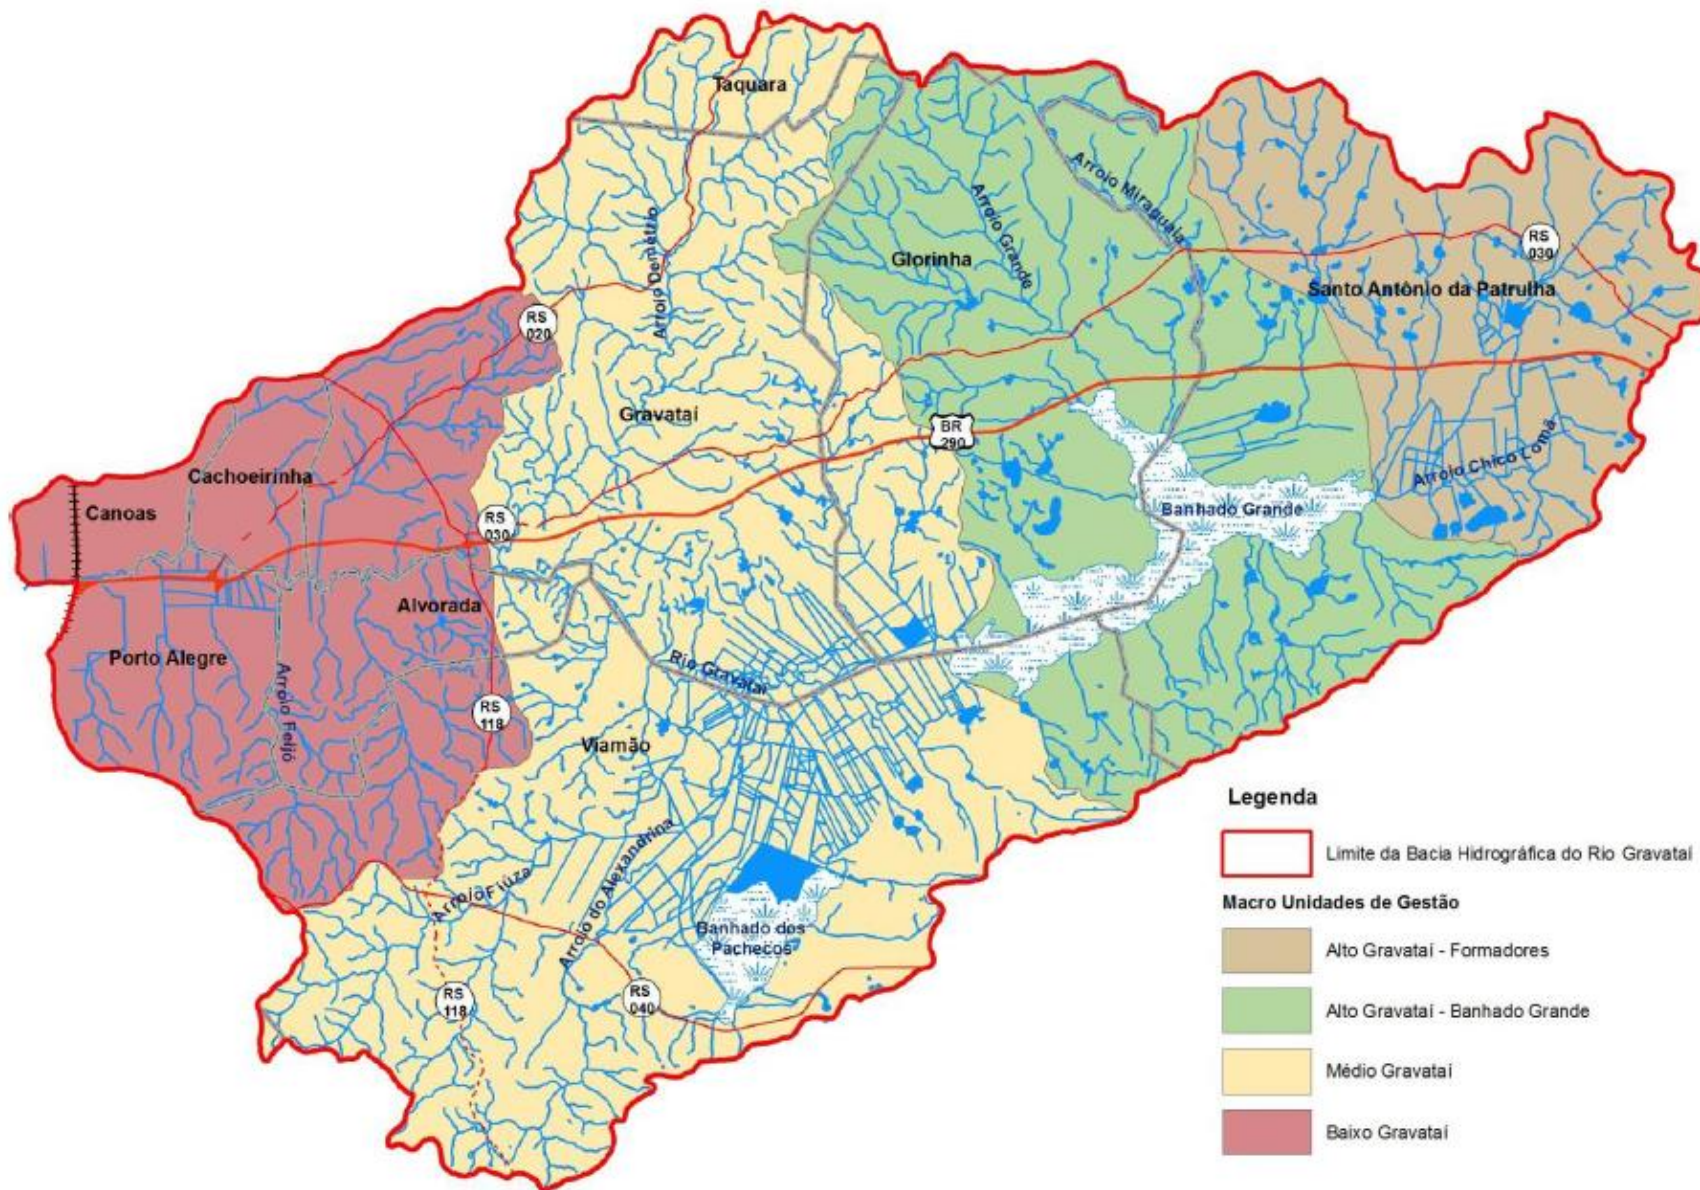 Taquara
Arroio Demétrio
Arroio Grande
Arroio Miraguaia
Glorinha
RS
030
Santo Antônio da Patrulha
RS
020
Gravataí
BR
290
Cachoeirinha
Canoas
RS
030
Arroio Chico Lomã
Banhado Grande
Alvorada
Porto Alegre
Arroio Feijó
Rio Gravataí
RS
118
Viamão
Arroio Fiúza
Arroio do Alexandrina
Banhado dos
Pachecos
RS
118
RS
040
Legenda
Limite da Bacia Hidrográfica do Rio Gravataí
Macro Unidades de Gestão
Alto Gravataí - Formadores
Alto Gravataí - Banhado Grande
Médio Gravataí
Baixo Gravataí